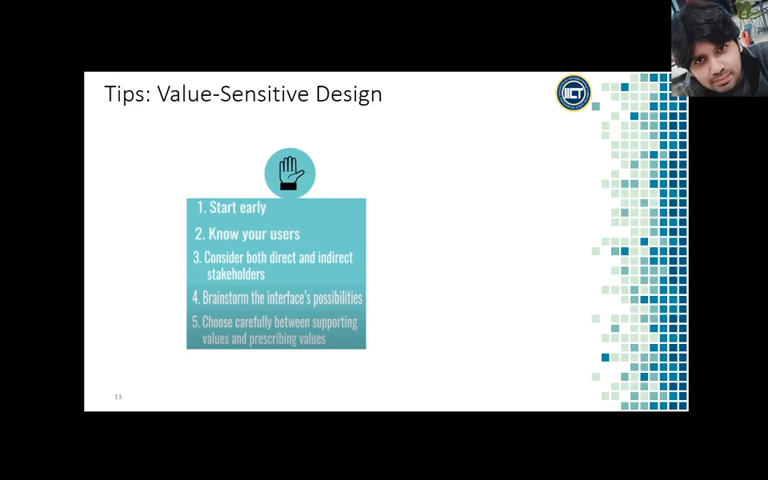 Tips: Value-Sensitive Design
IICT
1. Start early
2. Know your users
3. Consider both direct and indirect
stakeholders
4. Brainstorm the interface's possibilities
5. Choose carefully between supporting
values and prescribing values
13